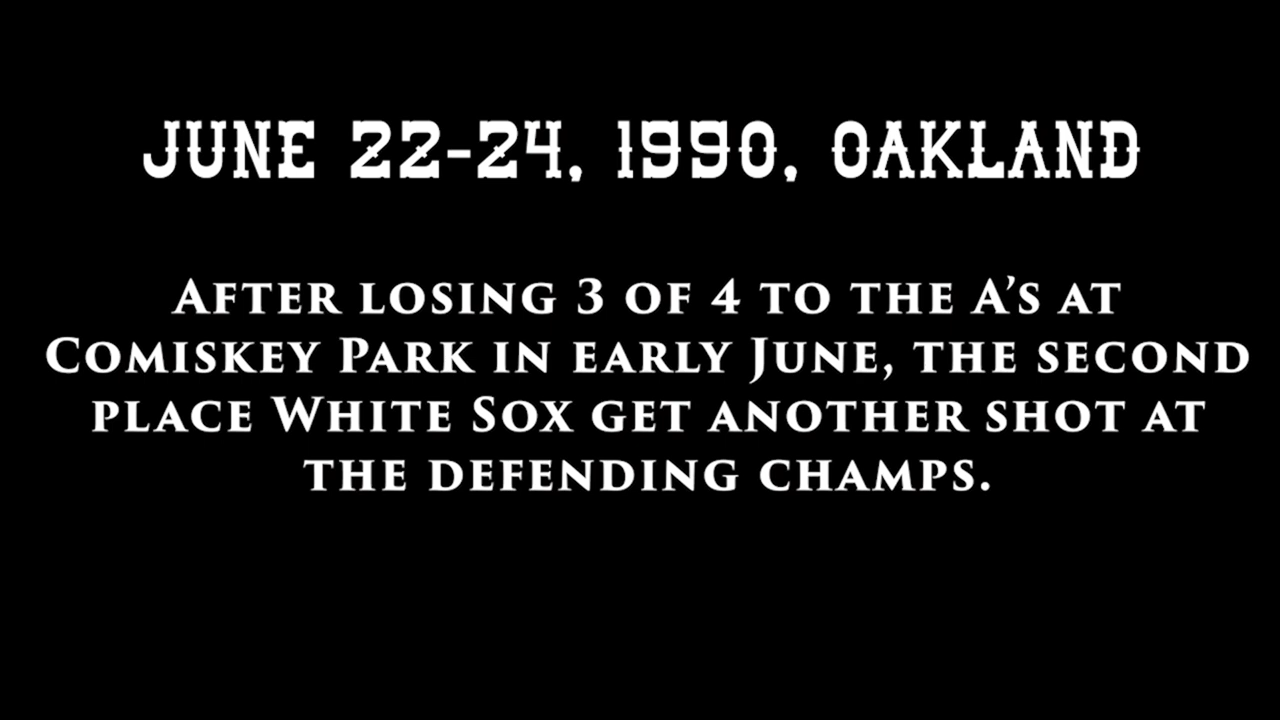 JUNE 22-24, 1990, OAKLAND
After losing 3 of 4 to the A's at
Comiskey Park in early June, the second
place White Sox get another shot at
the defending champs.